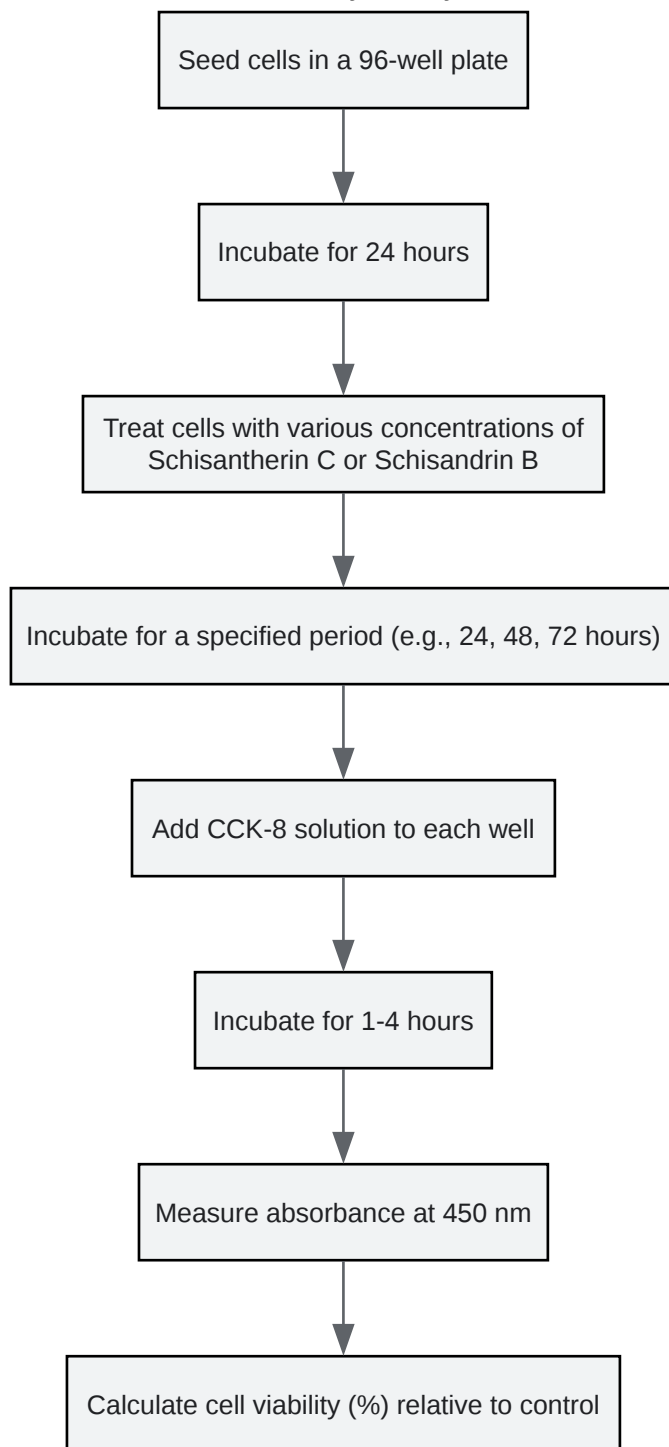 Seed cells in a 96-well plate
Incubate for 24 hours
Treat cells with various concentrations of
Schisantherin C or Schisandrin B
Incubate for a specified period (e.g., 24, 48, 72 hours)
Add CCK-8 solution to each well
Incubate for 1-4 hours
Measure absorbance at 450 nm
Calculate cell viability (%) relative to control